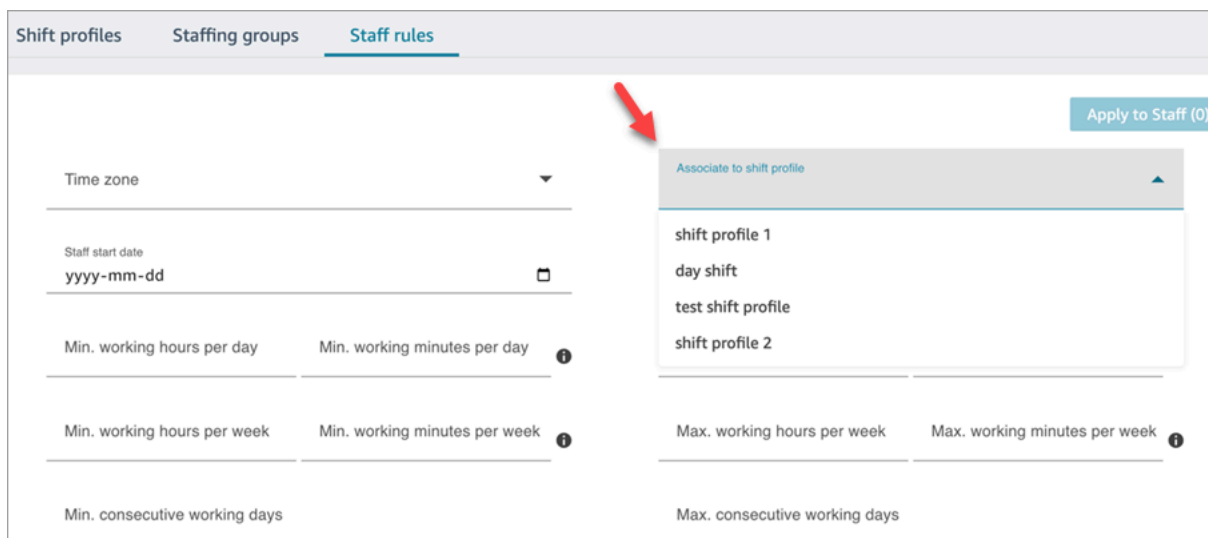 Shift profiles Staffing groups Staff rules
Apply to Staff (0)
Time zone
Associate to shift profile
shift profile 1
day shift
test shift profile
shift profile 2
Staff start date
yyyy-mm-dd
Min. working hours per day Min. working minutes per day
Min. working hours per week Min. working minutes per week Max. working hours per week Max. working minutes per week
Min. consecutive working days Max. consecutive working days